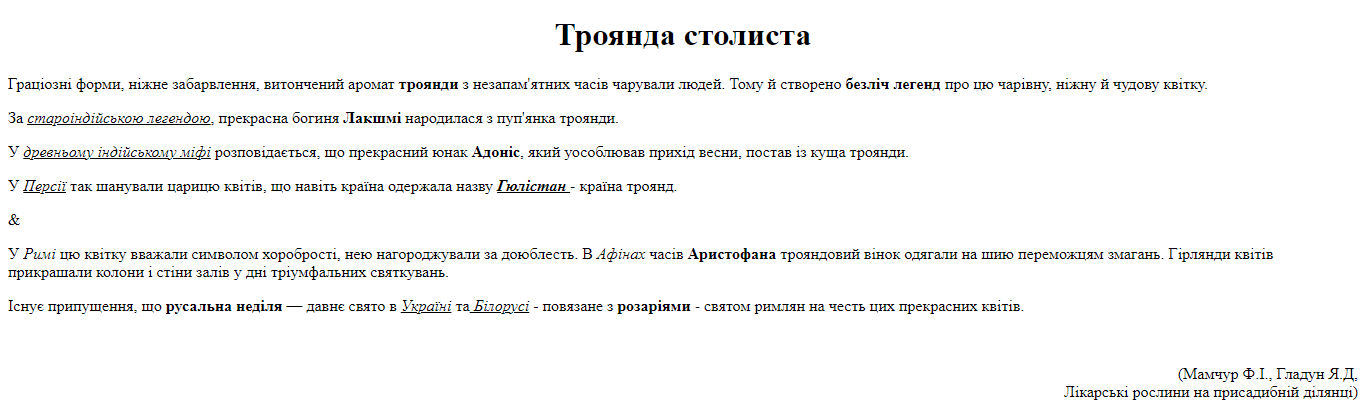 Троянда столиста
Граціозні форми, ніжне забарвлення, витончений аромат троянди з незапам'ятних часів чарували людей. Тому й створено безліч легенд про цю чарівну, ніжну й чудову квітку.
За староіндійською легендою, прекрасна богиня Лакшмі народилася з пуп'янка троянди.
У древньому індійському міфі розповідається, що прекрасний юнак Адоніс, який уособлював прихід весни, постав із куща троянди.
У Персії так шанували царицю квітів, що навіть країна одержала назву Гюлістан - країна троянд.
&
У Римі цю квітку вважали символом хоробрості, нею нагороджували за доюблесть. В Афінах часів Аристофана трояндовий вінок одягали на шию переможцям змагань. Гірлянди квітів
прикрашали колони і стіни залів у дні тріумфальних святкувань.
Існує припущення, що русальна неділя — давнє свято в Україні та Білорусі - повязане з розаріями - святом римлян на честь цих прекрасних квітів.
(Мамчур Ф.І., Гладун Я.Д,
Лікарські рослини на присадибній ділянці)